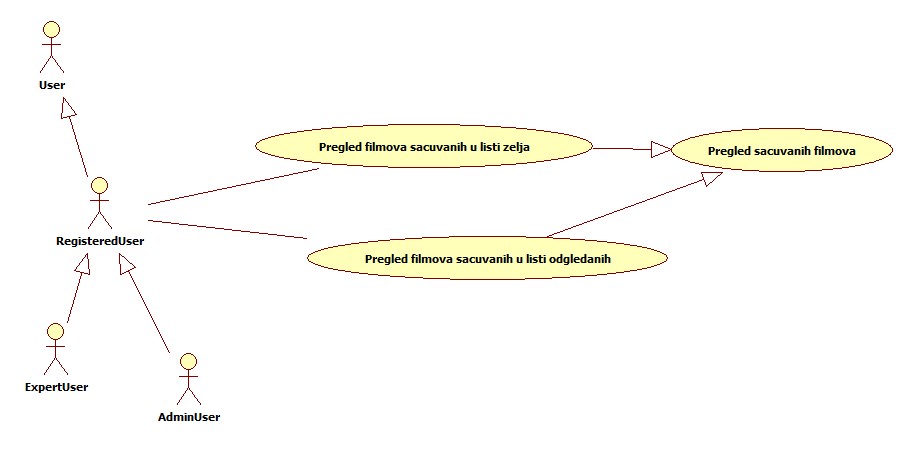 User
Pregled filmova sacuvanih u listi zelja
Pregled sacuvanih filmova
RegisteredUser
Pregled filmova sacuvanih u listi odgledanih
ExpertUser
AdminUser